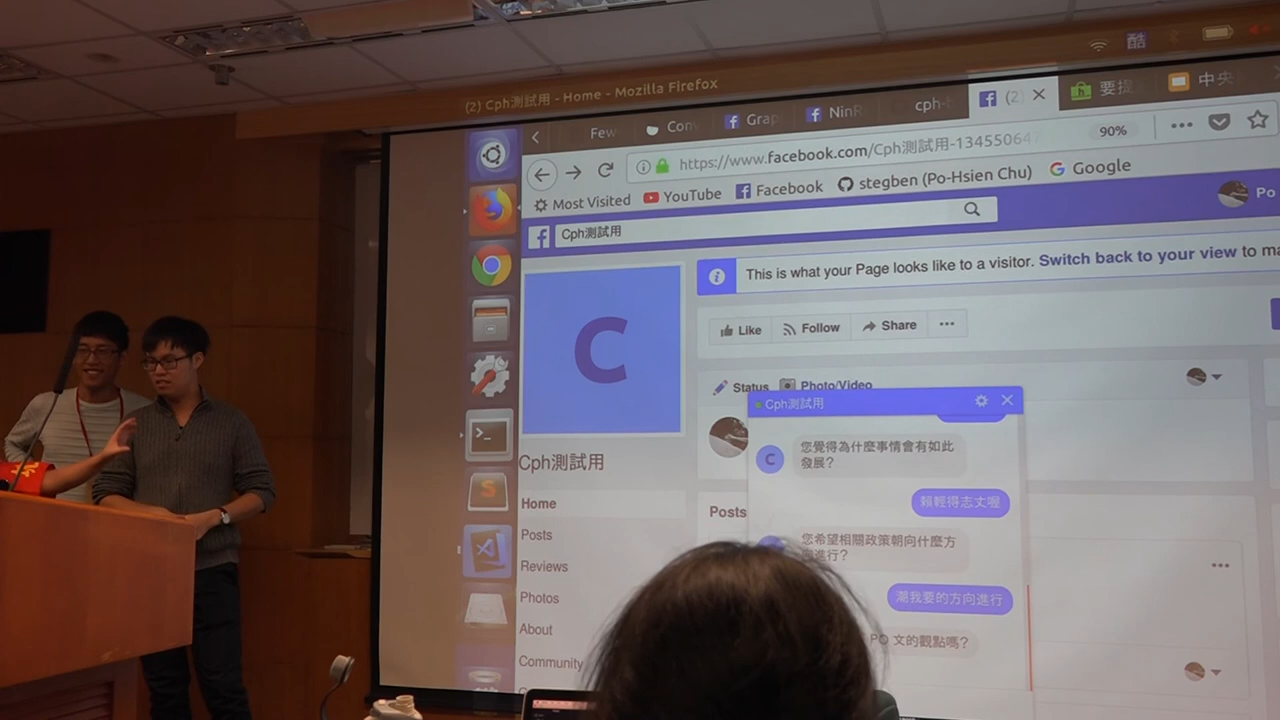 酷
(2) Cph測試用 - Home - Mozilla Firefox
Few
Con
Grap
NinR
cph-
(2)
要提
中央
https://www.facebook.com/Cph測試用-134550647
90%
Most Visited
YouTube
Facebook
stegben (Po-Hsien Chu)
Google
Cph測試用
Po
C
This is what your Page looks like to a visitor. Switch back to your view to ma
Like
Follow
Share
Status
Photo/Video
Cph測試用
C
您覺得為什麼事情會有如此
發展?
賴輕得志丈喔
您希望相關政策朝向什麼方
進行?
我要的方向進行
PO 文的觀點嗎?
Cph測試用
Home
Posts
Reviews
Photos
About
Community
Posts